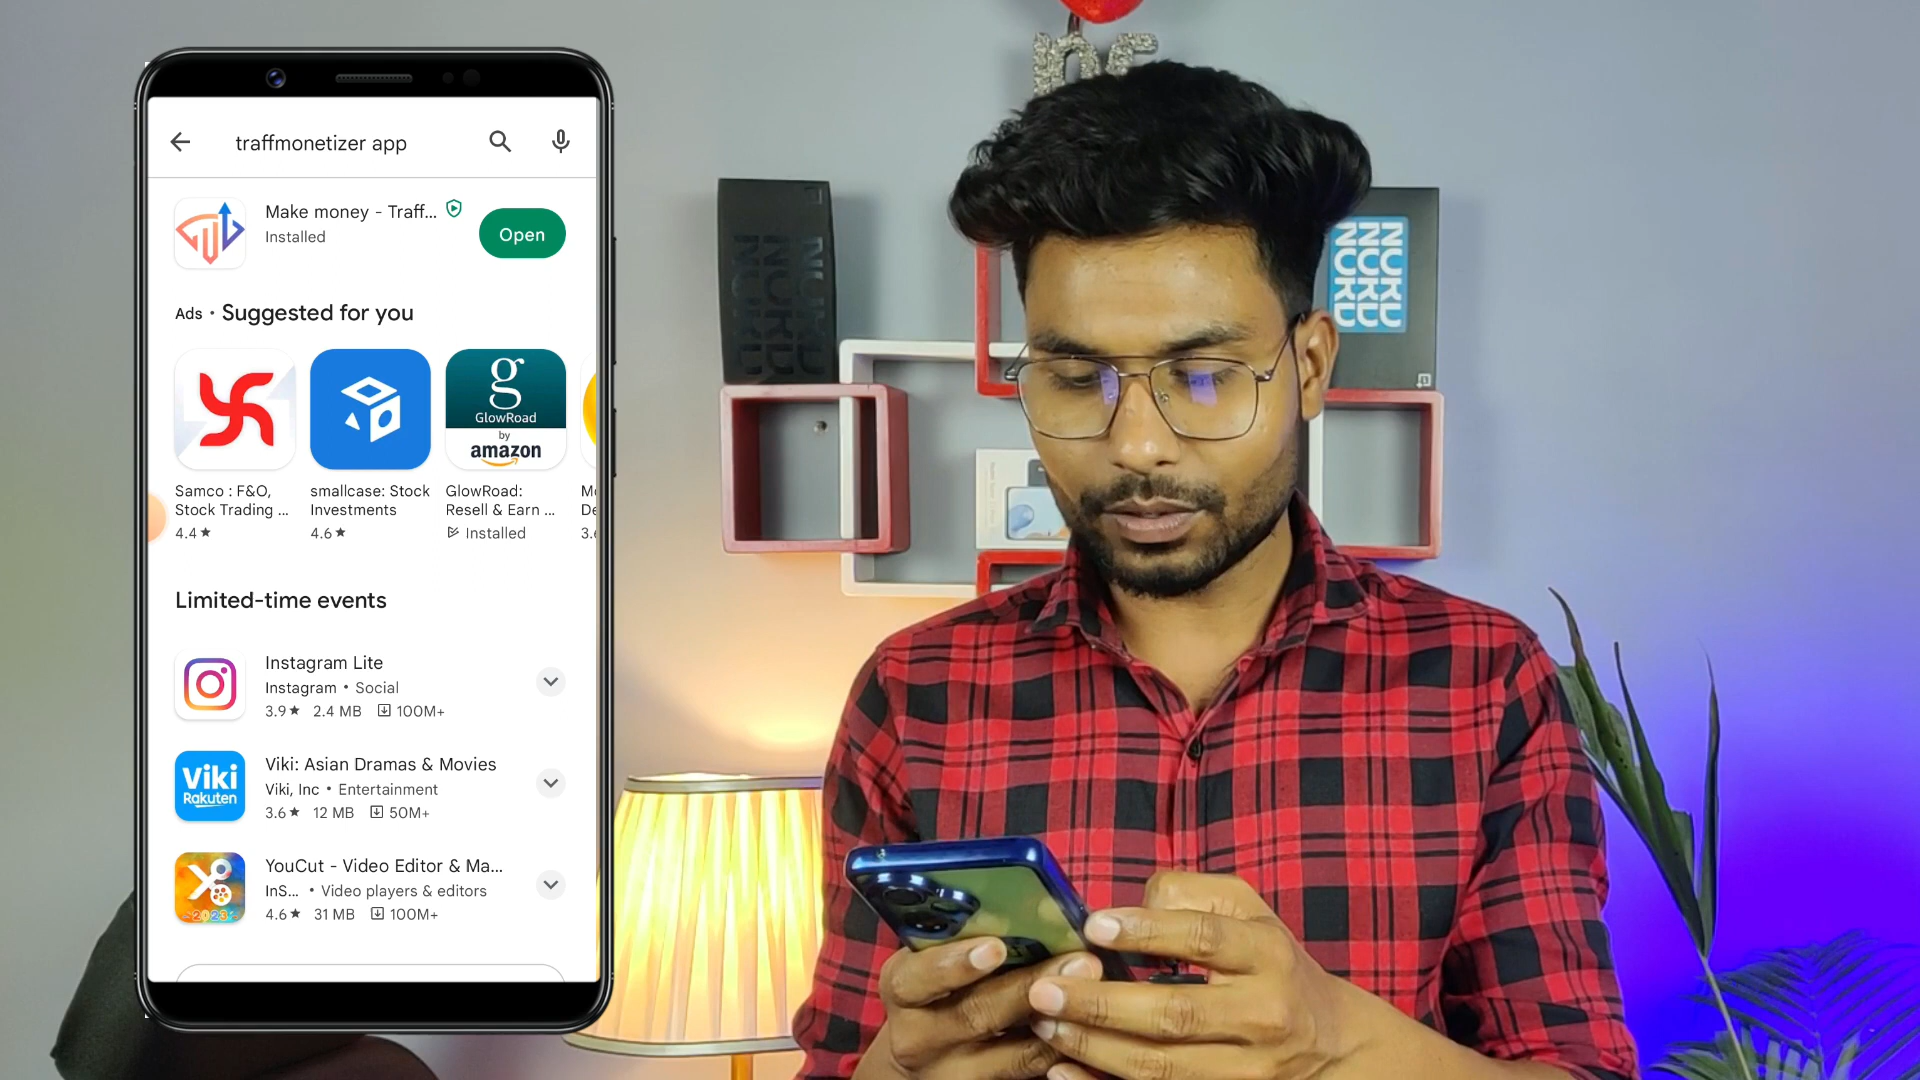 traffmonetizer app
Make money - Traff...
Installed
Open
Ads • Suggested for you
g
GlowRoad
by
amazon
Samco : F&O,
Stock Trading ...
4.4★
smallcase: Stock
Investments
4.6★
GlowRoad:
Resell & Earn ...
Installed
3.6
Limited-time events
Instagram Lite
Instagram • Social
3.9★ 2.4 MB 100M+
Viki
Rakuten
Viki: Asian Dramas & Movies
Viki, Inc • Entertainment
3.6★ 12 MB 50M+
2023
YouCut - Video Editor & Ma...
InS... • Video players & editors
4.6★ 31 MB 100M+